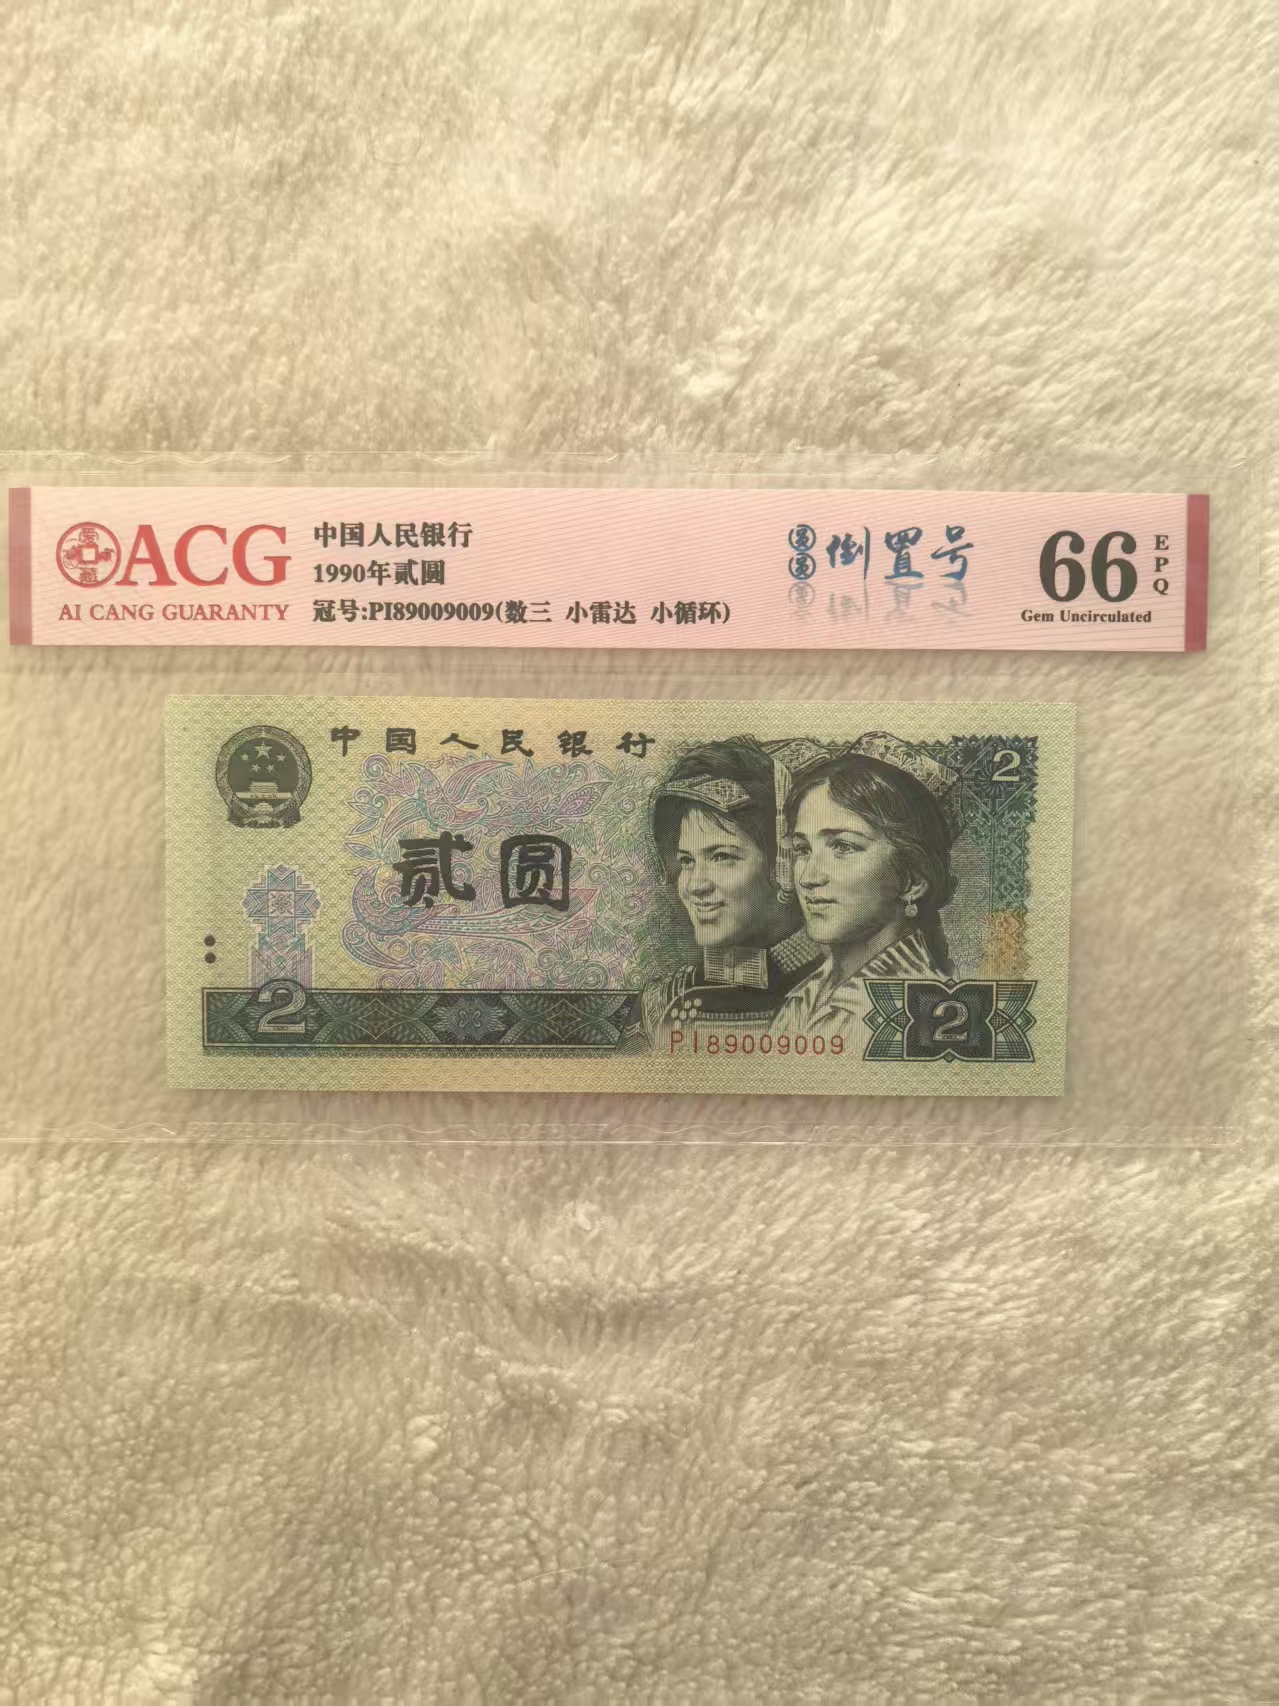 ACG
AI CANG GUARANTY
中国人民银行
1990年贰圓
冠号:PI89009009(数三 小雷达 小循环)
倒置号
66
EPQ
Gem Uncirculated
中国人民银行
2
贰圆
2
PI89009009
2